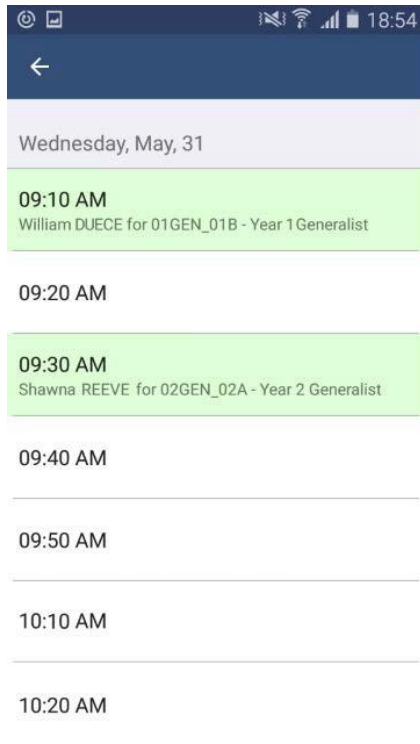 18:54
Wednesday, May, 31
09:10 AM
William DUECE for 01GEN_01B - Year 1 Generalist
09:20 AM
09:30 AM
Shawna REEVE for 02GEN_02A - Year 2 Generalist
09:40 AM
09:50 AM
10:10 AM
10:20 AM